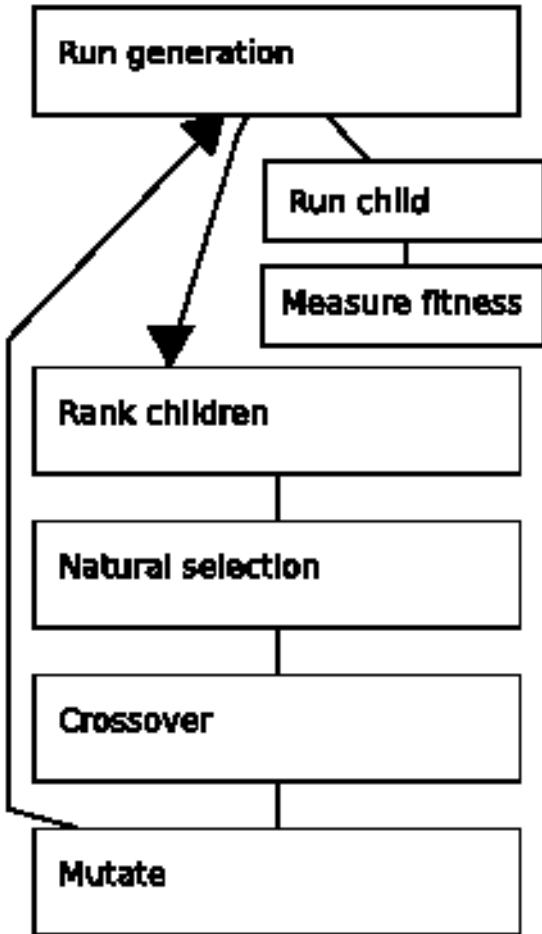 Run generation
Run child
Measure fitness
Rank children
Natural selection
Crossover
Mutate